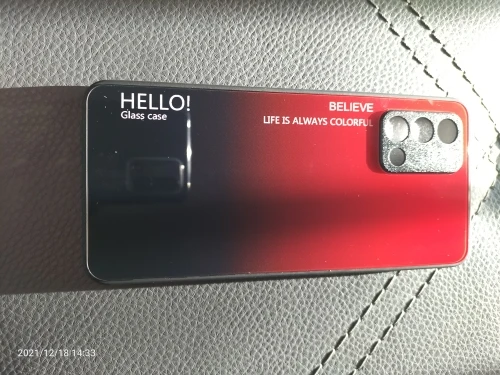 HELLO!
Glass case
BELIEVE
LIFE IS ALWAYS COLORFUL
2021/12/18 14:33